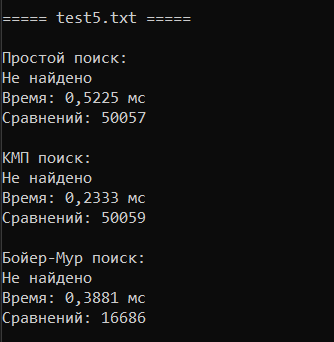 ===== test5.txt =====
Простой поиск:
Не найдено
Время: 0,5225 мс
Сравнений: 50057
КМП поиск:
Не найдено
Время: 0,2333 мс
Сравнений: 50059
Бойер-Мур поиск:
Не найдено
Время: 0,3881 мс
Сравнений: 16686